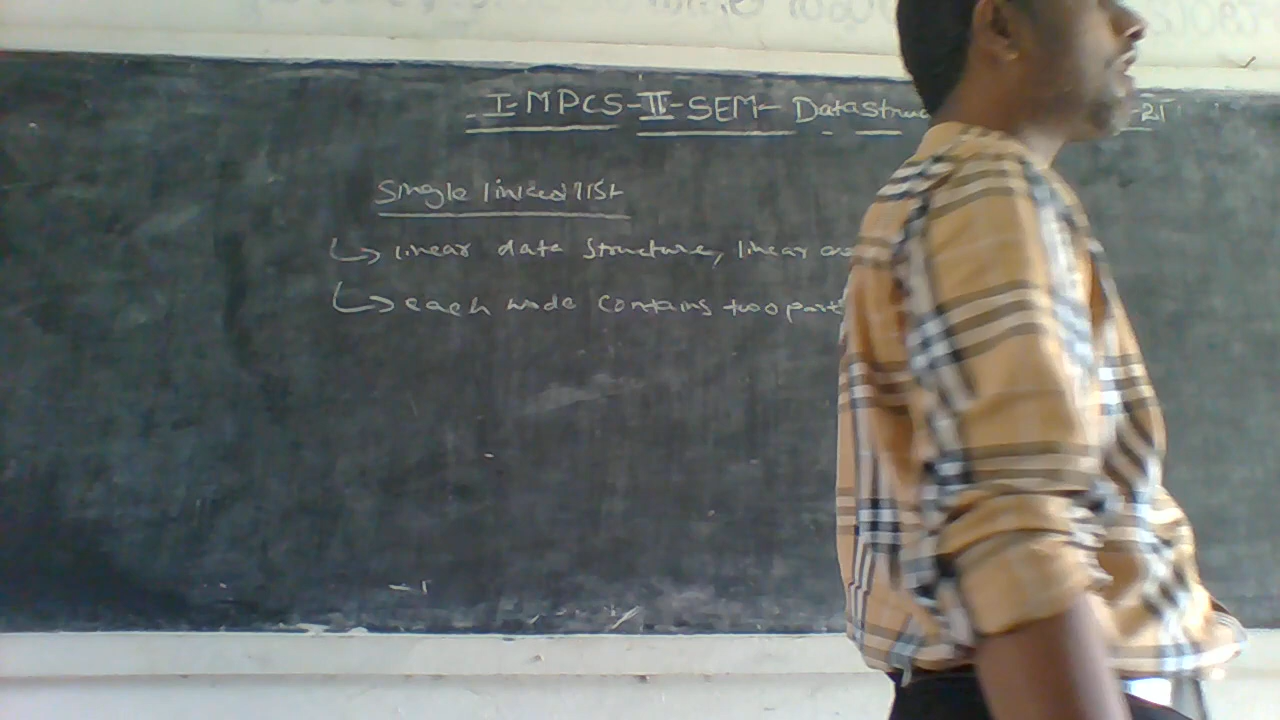 I-MPCS-II-SEM- Datastruc
Single linked list
linear data structure, linear
each node contains two part